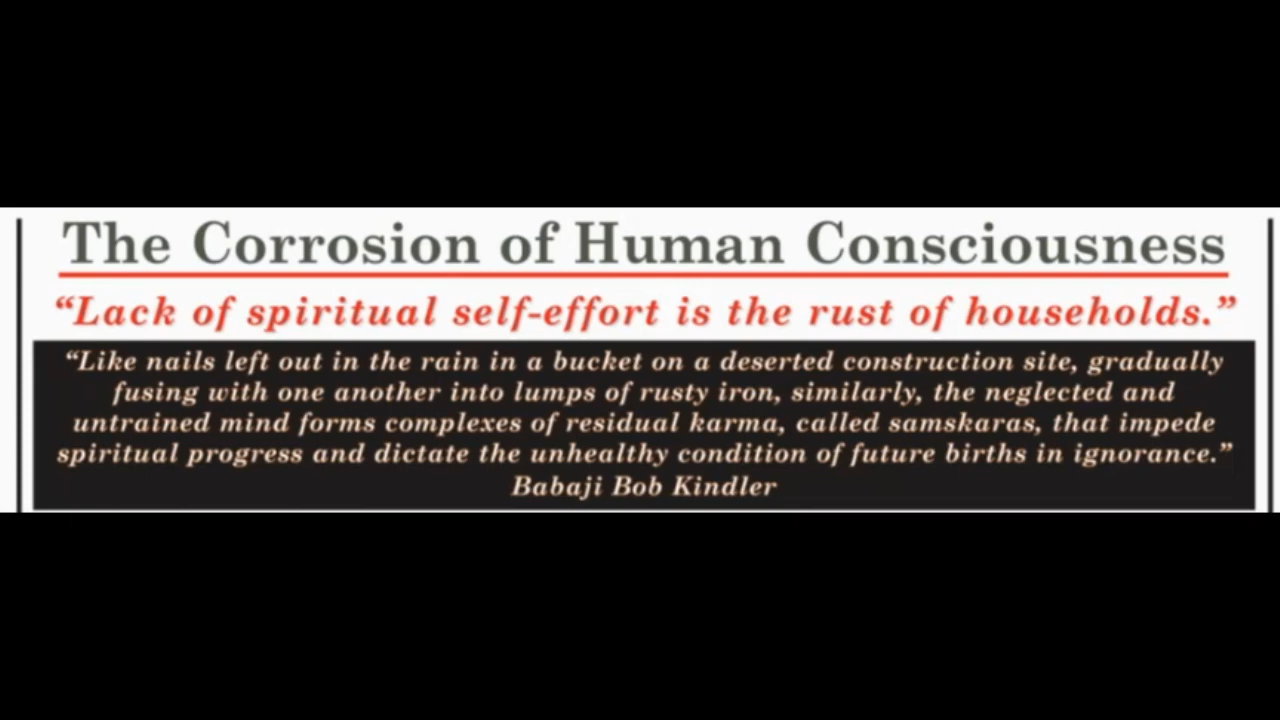 The Corrosion of Human Consciousness
“Lack of spiritual self-effort is the rust of households.”
“Like nails left out in the rain in a bucket on a deserted construction site, gradually
fusing with one another into lumps of rusty iron, similarly, the neglected and
untrained mind forms complexes of residual karma, called samskaras, that impede
spiritual progress and dictate the unhealthy condition of future births in ignorance.”
Babaji Bob Kindler